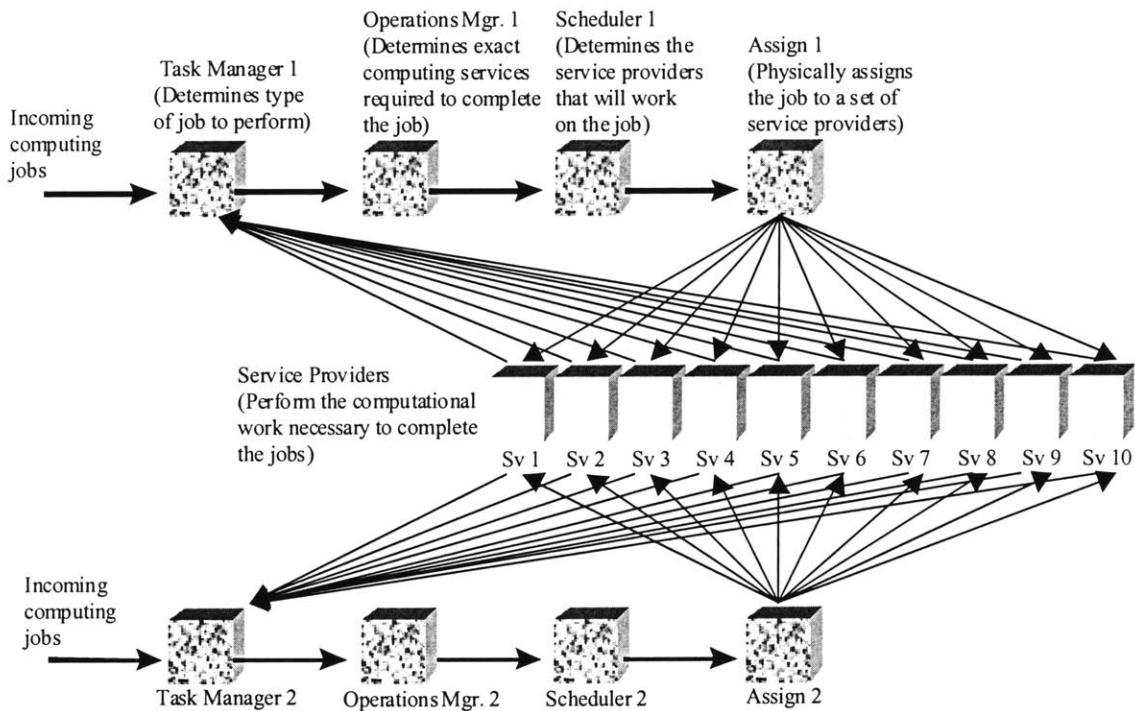 Incoming
computing
jobs
Task Manager 1
(Determines type
of job to perform)
Operations Mgr. 1
(Determines exact
computing services
required to complete
the job)
Scheduler 1
(Determines the
service providers
that will work
on the job)
Assign 1
(Physically assigns
the job to a set of
service providers)
Service Providers
(Perform the computational
work necessary to complete
the jobs)
Sv 1 Sv 2 Sv 3 Sv 4 Sv 5 Sv 6 Sv 7 Sv 8 Sv 9 Sv 10
Incoming
computing
jobs
Task Manager 2
Operations Mgr. 2
Scheduler 2
Assign 2